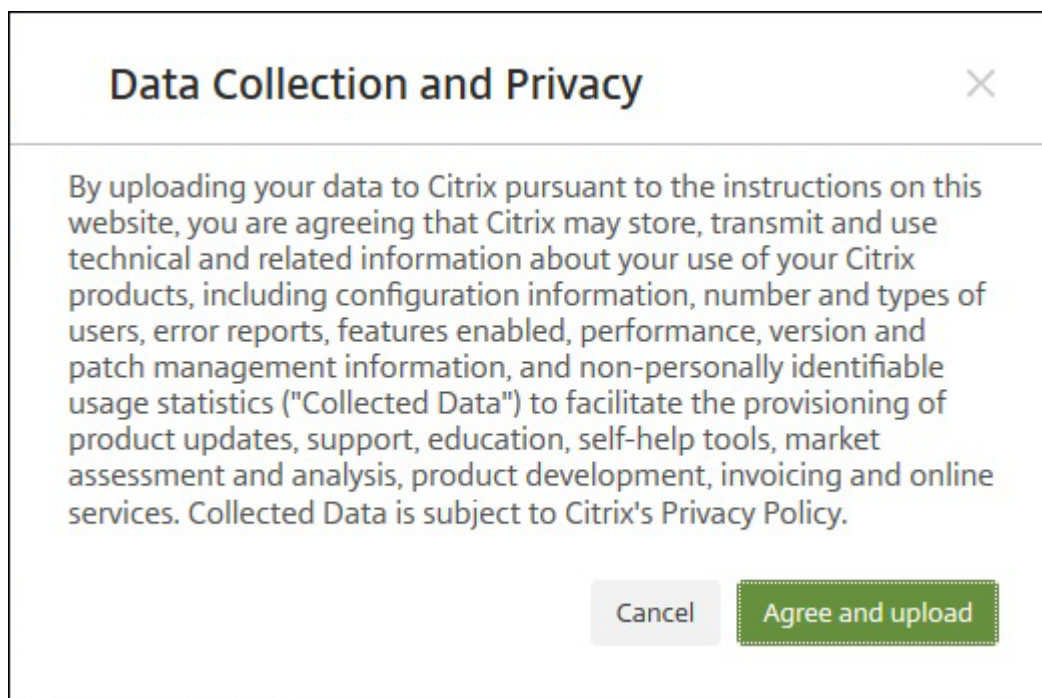 Data Collection and Privacy
By uploading your data to Citrix pursuant to the instructions on this
website, you are agreeing that Citrix may store, transmit and use
technical and related information about your use of your Citrix
products, including configuration information, number and types of
users, error reports, features enabled, performance, version and
patch management information, and non-personally identifiable
usage statistics ("Collected Data") to facilitate the provisioning of
product updates, support, education, self-help tools, market
assessment and analysis, product development, invoicing and online
services. Collected Data is subject to Citrix's Privacy Policy.
Cancel
Agree and upload